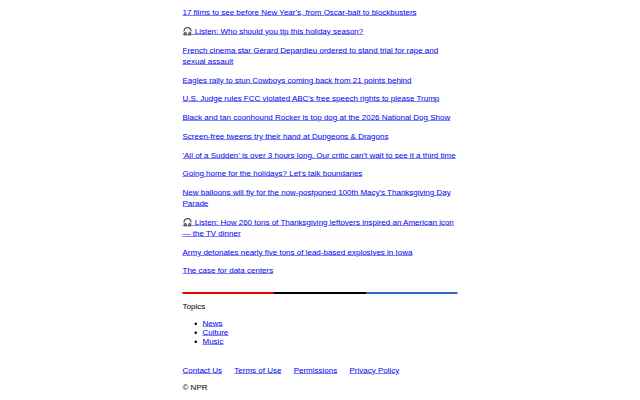 17 films to see before New Year's, from Oscar-bait to blockbusters
🎧 Listen: Who should you tip this holiday season?
French cinema star Gérard Depardieu ordered to stand trial for rape and
sexual assault
Eagles rally to stun Cowboys coming back from 21 points behind
U.S. Judge rules FCC violated ABC's free speech rights to please Trump
Black and tan coonhound Rocker is top dog at the 2026 National Dog Show
Screen-free tweens try their hand at Dungeons & Dragons
'All of a Sudden' is over 3 hours long. Our critic can't wait to see it a third time
Going home for the holidays? Let's talk boundaries
New balloons will fly for the now-postponed 100th Macy's Thanksgiving Day
Parade
🎧 Listen: How 260 tons of Thanksgiving leftovers inspired an American icon
— the TV dinner
Army detonates nearly five tons of lead-based explosives in Iowa
The case for data centers
Topics
News
Culture
Music
Contact Us Terms of Use Permissions Privacy Policy
© NPR